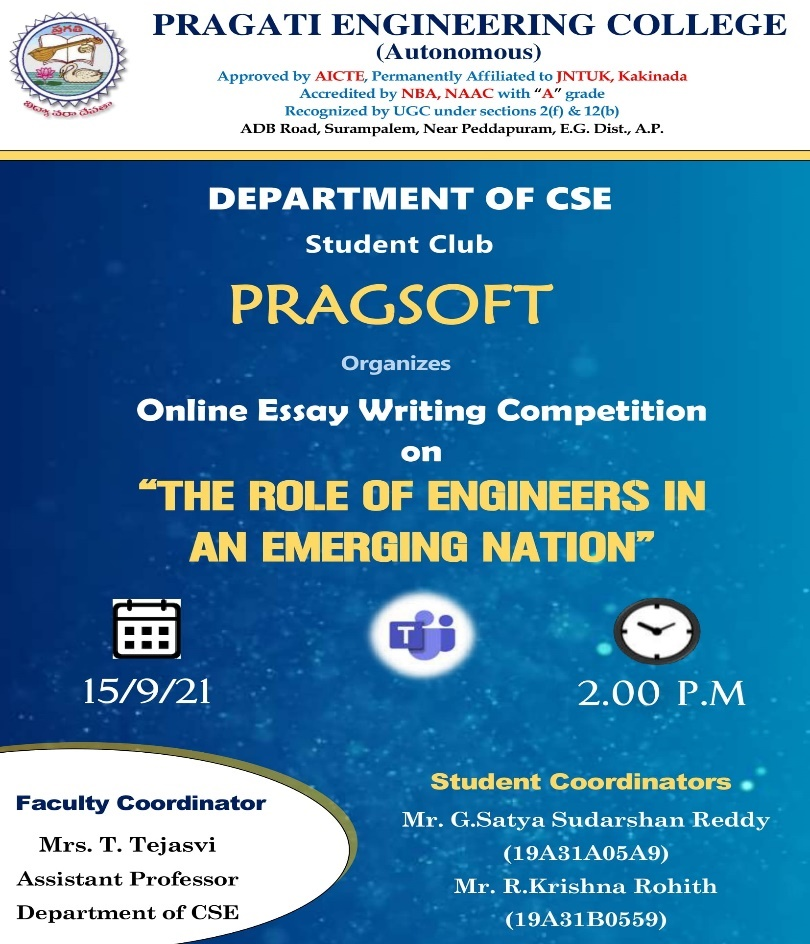 ప్రగతి
విద్యా పరా దేవతా
PRAGATI ENGINEERING COLLEGE
(Autonomous)
Approved by AICTE, Permanently Affiliated to JNTUK, Kakinada
Accredited by NBA, NAAC with “A” grade
Recognized by UGC under sections 2(f) & 12(b)
ADB Road, Surampalem, Near Peddapuram, E.G. Dist., A.P.
DEPARTMENT OF CSE
Student Club
PRAGSOFT
Organizes
Online Essay Writing Competition
on
“THE ROLE OF ENGINEERS IN
AN EMERGING NATION”
T
15/9/21
2.00 P.M
Faculty Coordinator
Mrs. T. Tejasvi
Assistant Professor
Department of CSE
Student Coordinators
Mr. G.Satya Sudarshan Reddy
(19A31A05A9)
Mr. R.Krishna Rohith
(19A31B0559)